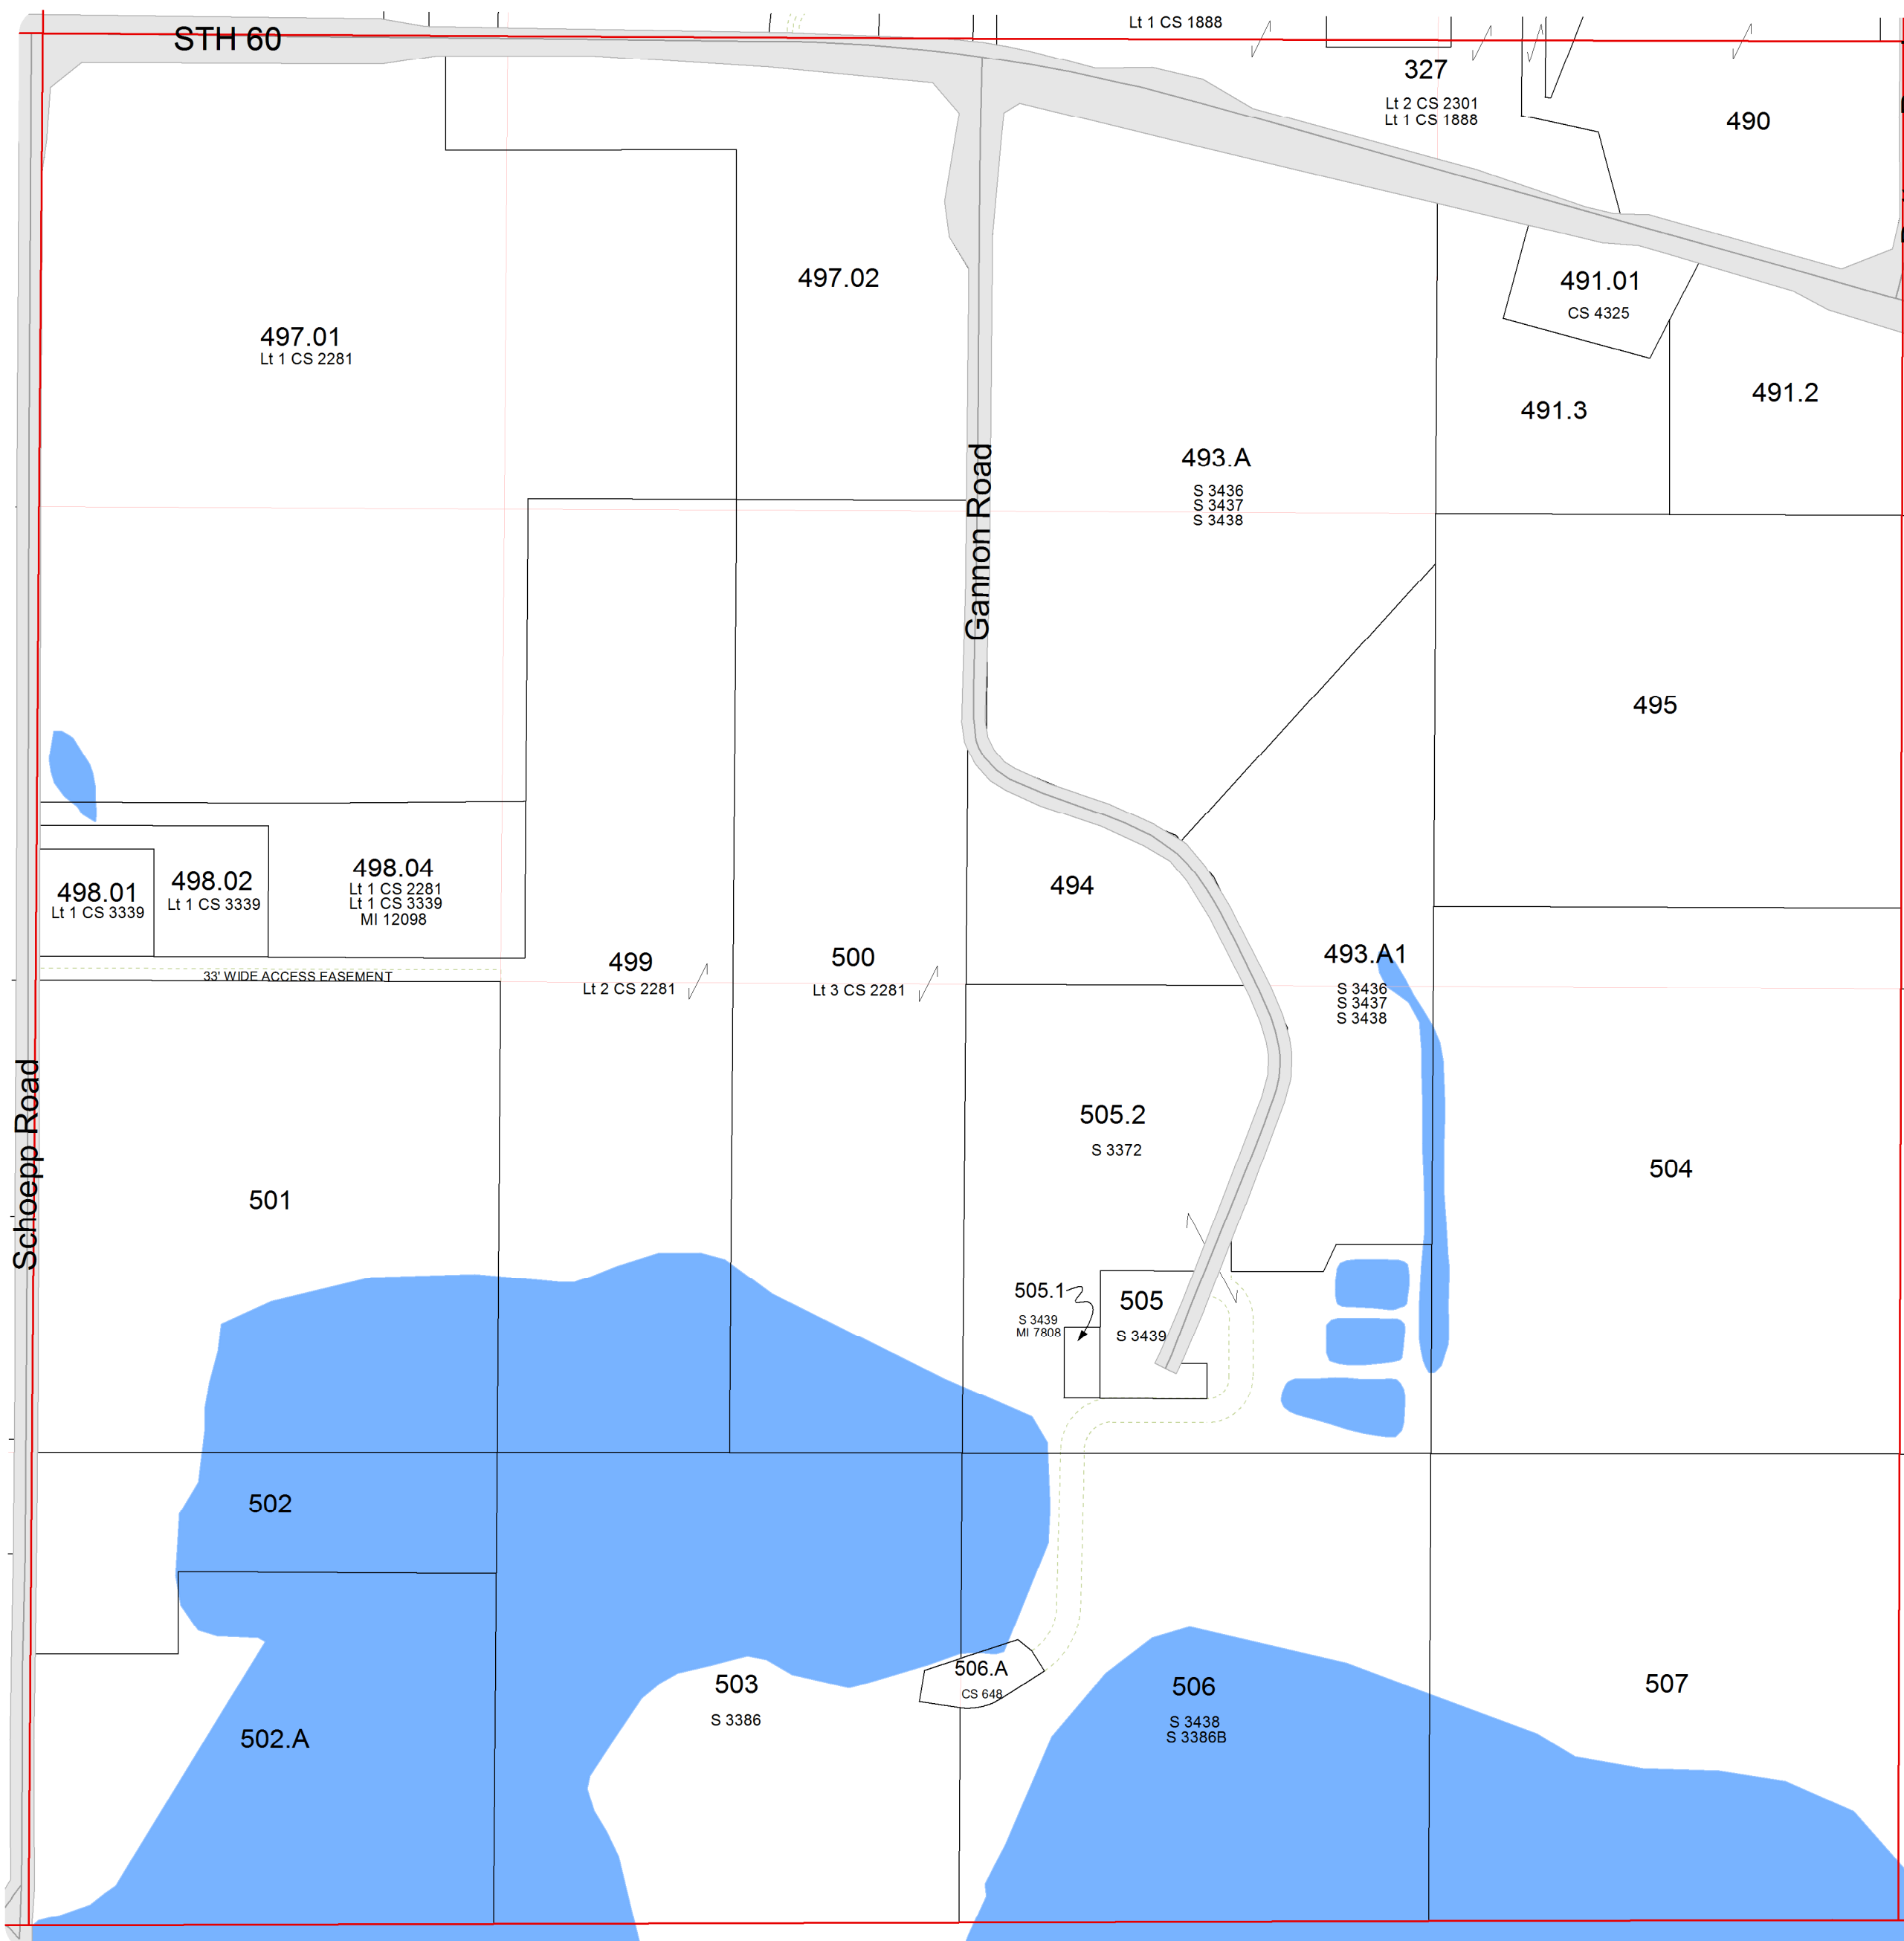 Lt 1 CS 1888
STH 60
327
Lt 2 CS 2301
Lt 1 CS 1888
490
497.02
491.01
CS 4325
497.01
Lt 1 CS 2281
491.2
491.3
493.A
S 3436
S 3437
S 3438
Gannon Road
495
498.04
Lt 1 CS 2281
Lt 1 CS 3339
MI 12098
498.02
Lt 1 CS 3339
498.01
Lt 1 CS 3339
494
493.A1
S 3436
S 3437
S 3438
499
Lt 2 CS 2281
500
Lt 3 CS 2281
33' WIDE ACCESS EASEMENT
Schoepp Road
505.2
S 3372
504
501
505.1
S 3439
MI 7808
505
S 3439
502
506.A
CS 648
503
S 3386
506
S 3438
S 3386B
507
502.A